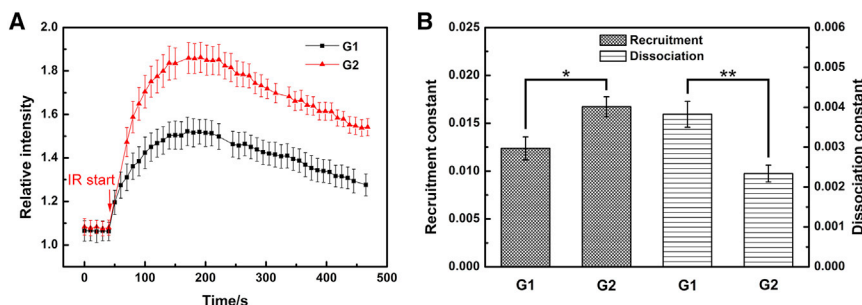 A
2.0
1.8
1.6
1.4
1.2
1.0
Relative intensity
G1
G2
IR start
0
100
200
300
400
500
Time/s
B
0.025
0.020
0.015
0.010
0.005
0.000
Recruitment constant
Recruitment
Dissociation
*
**
G1
G2
G1
G2
0.006
0.005
0.004
0.003
0.002
0.001
0.000
Dissociation constant